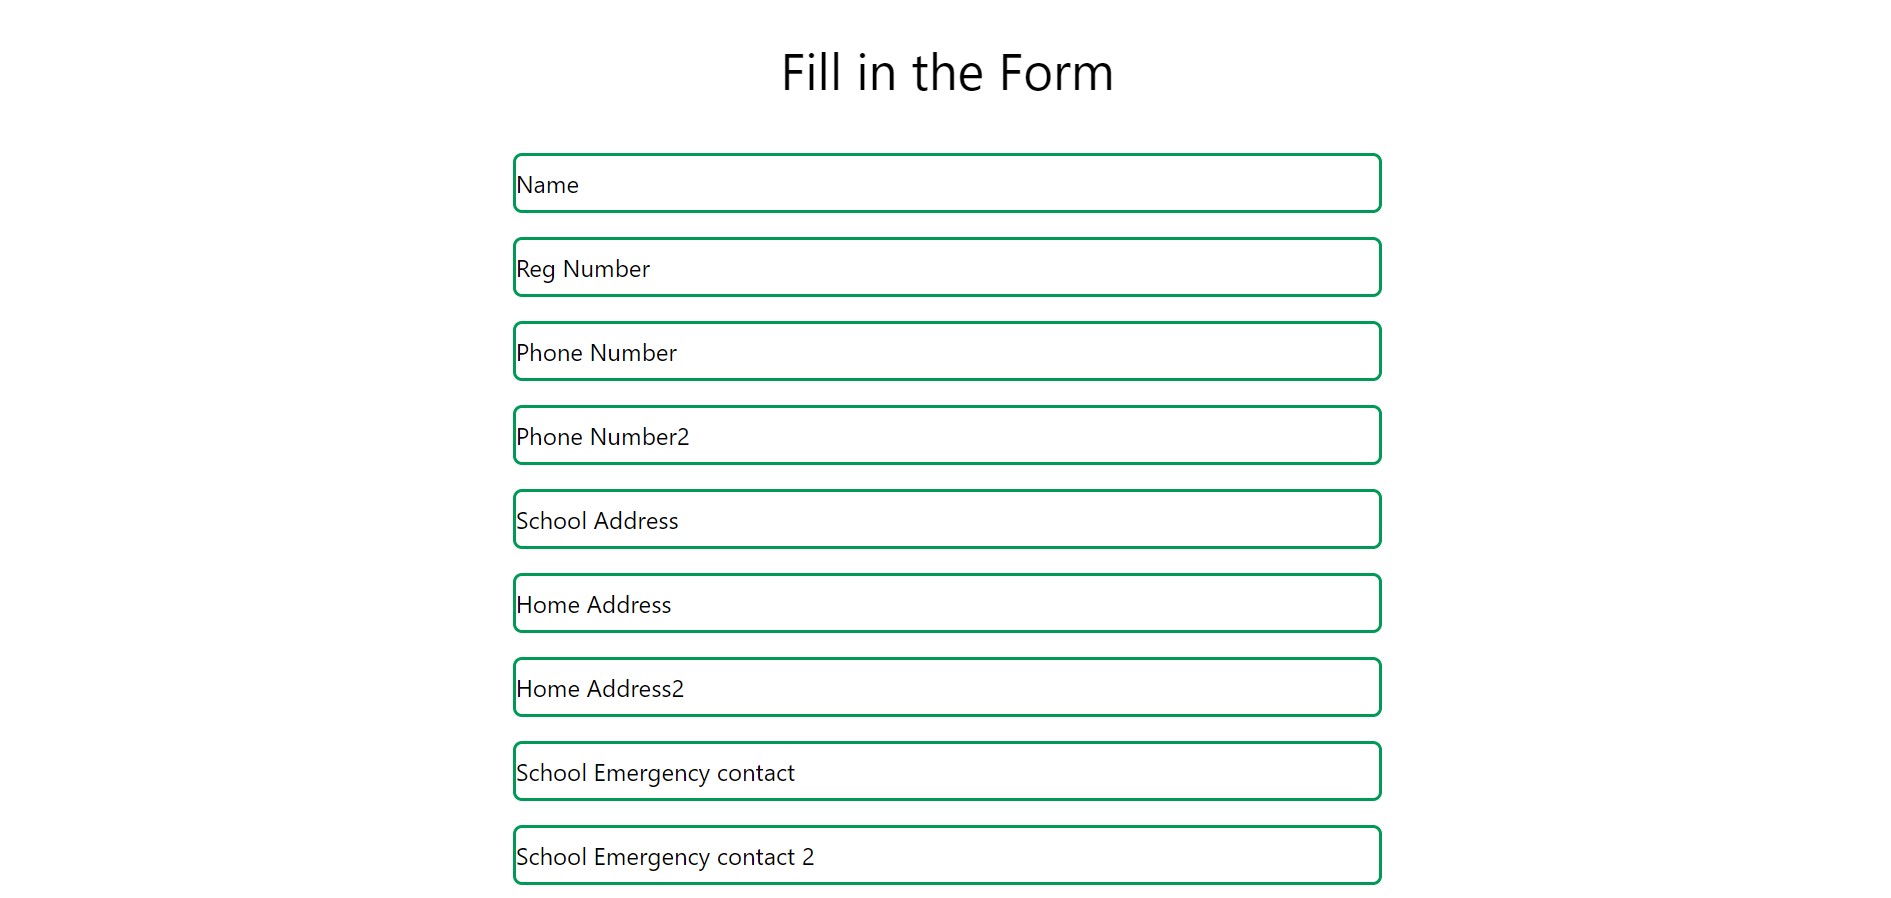 Fill in the Form
Name
Reg Number
Phone Number
Phone Number2
School Address
Home Address
Home Address2
School Emergency contact
School Emergency contact 2